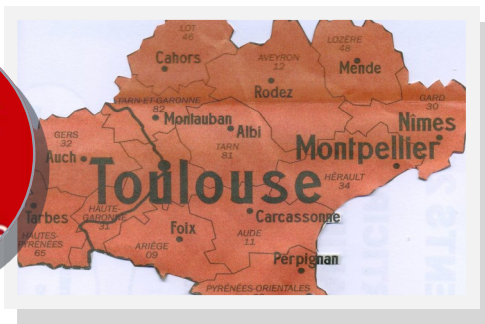 LOT
46
Cahors
AVEYRON
12
Rodez
LOZÈRE
48
Mende
GARD
30
Nîmes
TARN-ET-GARONNE
82
Montauban
Albi
TARN
81
Montpellier
HÉRAULT
34
GERS
32
Auch
Toulouse
HAUTE-
GARONNE
31
Tarbes
HAUTES-
PYRÉNÉES
65
Foix
ARIÈGE
09
Carcassonne
AUDE
11
Perpignan
PYRÉNÉES-ORIENTALES